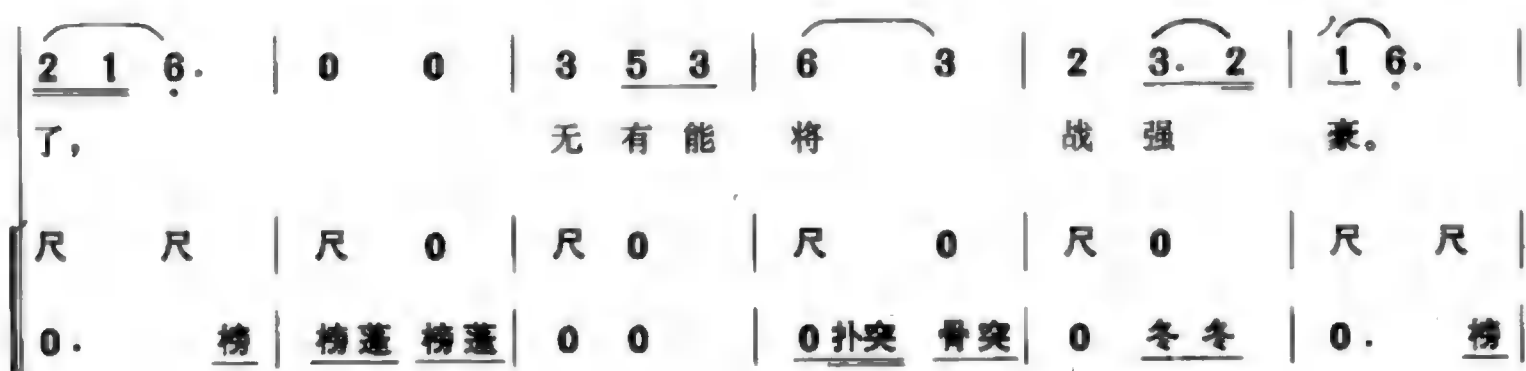 2 1 6. | 0 0 | 3 5 3 | 6 3 | 2 3. 2 | 1 6. |
了， 无 有 能 将 战 强 豪。
尺 尺 | 尺 0 | 尺 0 | 尺 0 | 尺 0 | 尺 尺 |
0. 榜 | 榜蓬 榜蓬 | 0 0 | 0扑突 骨突 | 0 冬冬 | 0. 榜 |